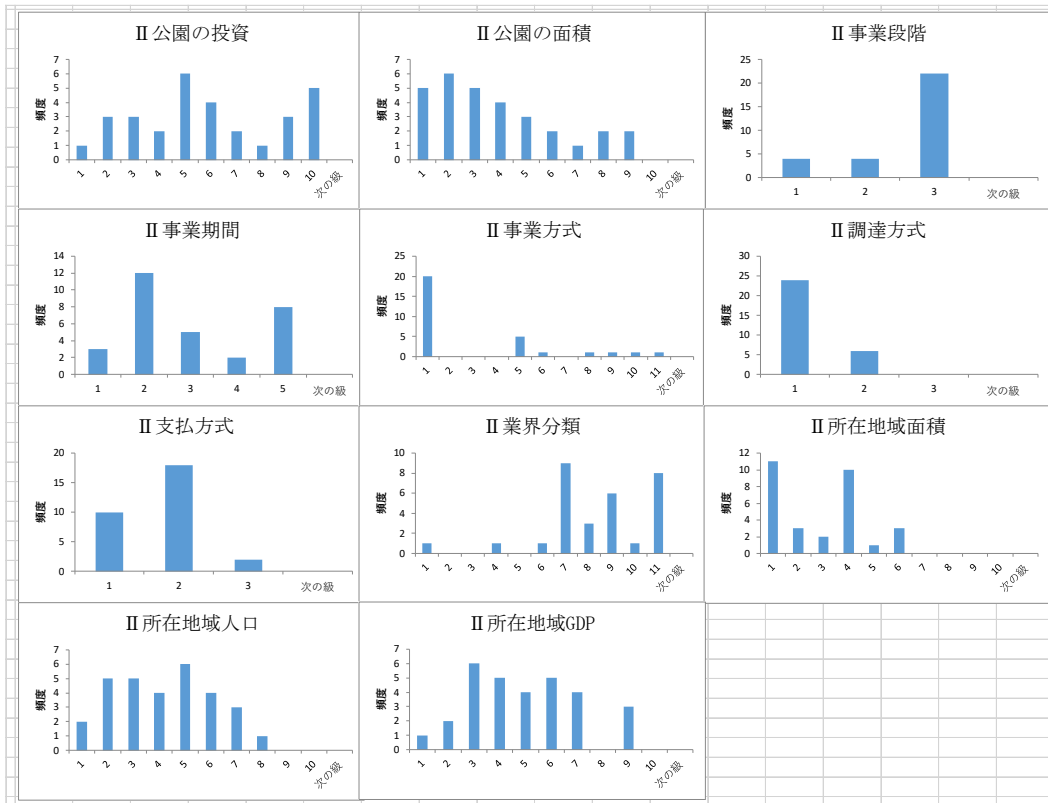 Ⅱ公園の投資
頻度
7
6
5
4
3
2
1
0
1 2 3 4 5 6 7 8 9 10 次の級
Ⅱ公園の面積
頻度
7
6
5
4
3
2
1
0
1 2 3 4 5 6 7 8 9 10 次の級
Ⅱ事業段階
頻度
25
20
15
10
5
0
1 2 3 次の級
Ⅱ事業期間
頻度
14
12
10
8
6
4
2
0
1 2 3 4 5 次の級
Ⅱ事業方式
頻度
25
20
15
10
5
0
1 2 3 4 5 6 7 8 9 10 11 次の級
Ⅱ調達方式
頻度
30
25
20
15
10
5
0
1 2 3 次の級
Ⅱ支払方式
頻度
20
15
10
5
0
1 2 3 次の級
Ⅱ業界分類
頻度
10
8
6
4
2
0
1 2 3 4 5 6 7 8 9 10 11 次の級
Ⅱ所在地域面積
頻度
12
10
8
6
4
2
0
1 2 3 4 5 6 7 8 9 10 次の級
Ⅱ所在地域人口
頻度
7
6
5
4
3
2
1
0
1 2 3 4 5 6 7 8 9 10 次の級
Ⅱ所在地域GDP
頻度
7
6
5
4
3
2
1
0
1 2 3 4 5 6 7 8 9 10 次の級